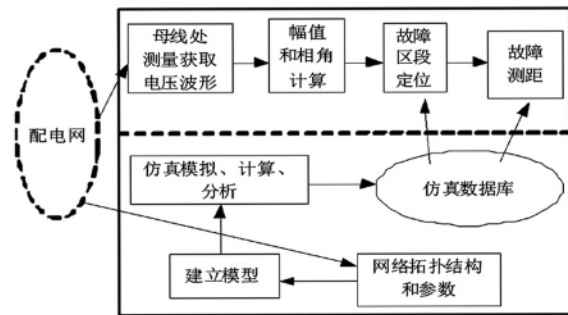 配电网
母线处
测量获取
电压波形
幅值
和相角
计算
故障
区段
定位
故障
测距
仿真模拟、计算、
分析
仿真数据库
建立模型
网络拓扑结构
和参数